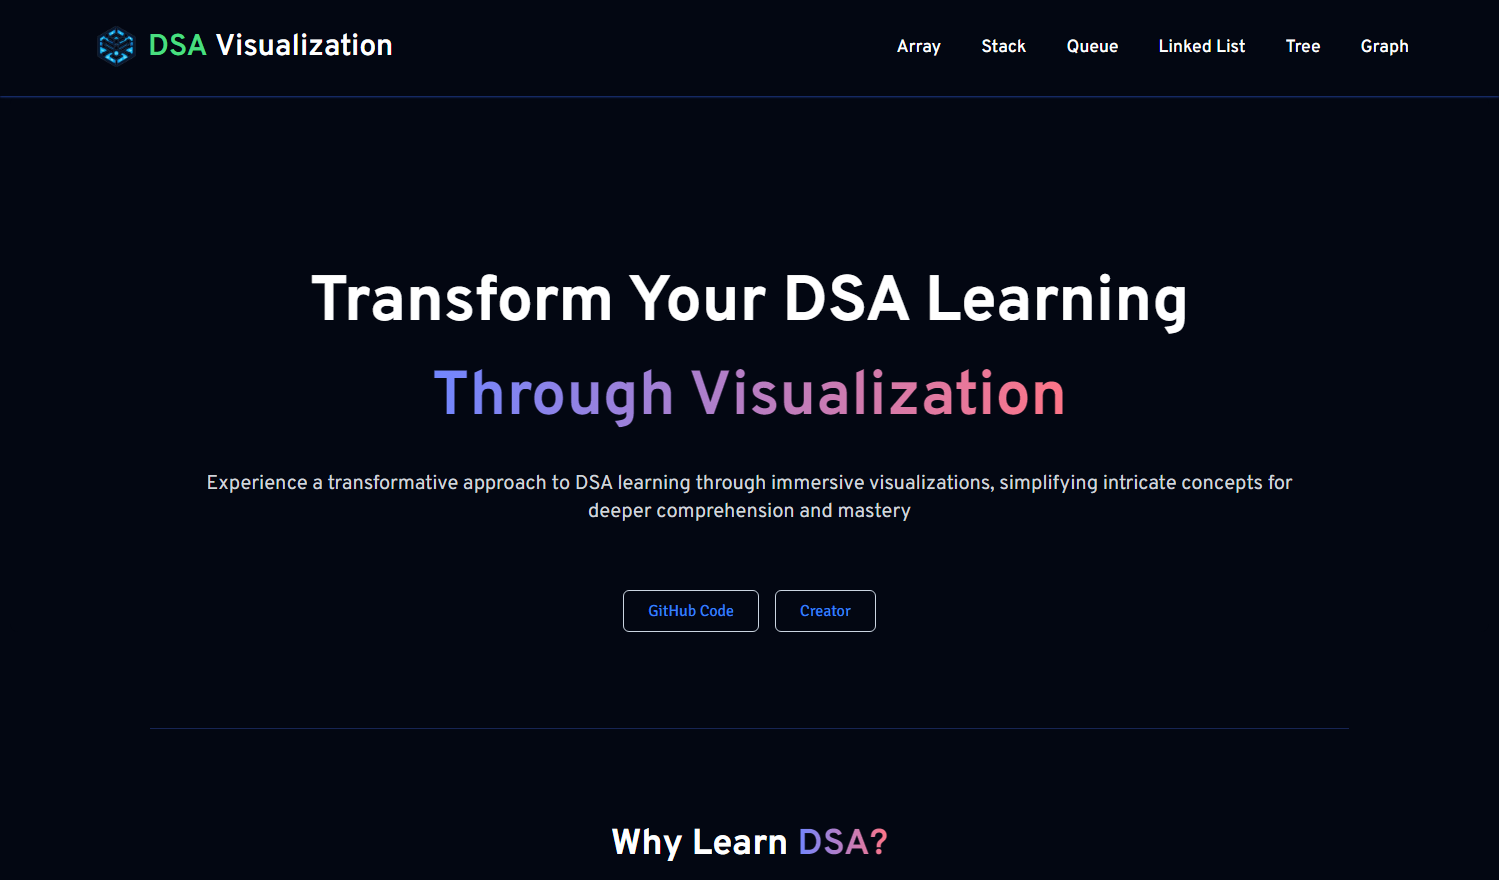 DSA Visualization
Array
Stack
Queue
Linked List
Tree
Graph
Transform Your DSA Learning
Through Visualization
Experience a transformative approach to DSA learning through immersive visualizations, simplifying intricate concepts for
deeper comprehension and mastery
GitHub Code
Creator
Why Learn DSA?